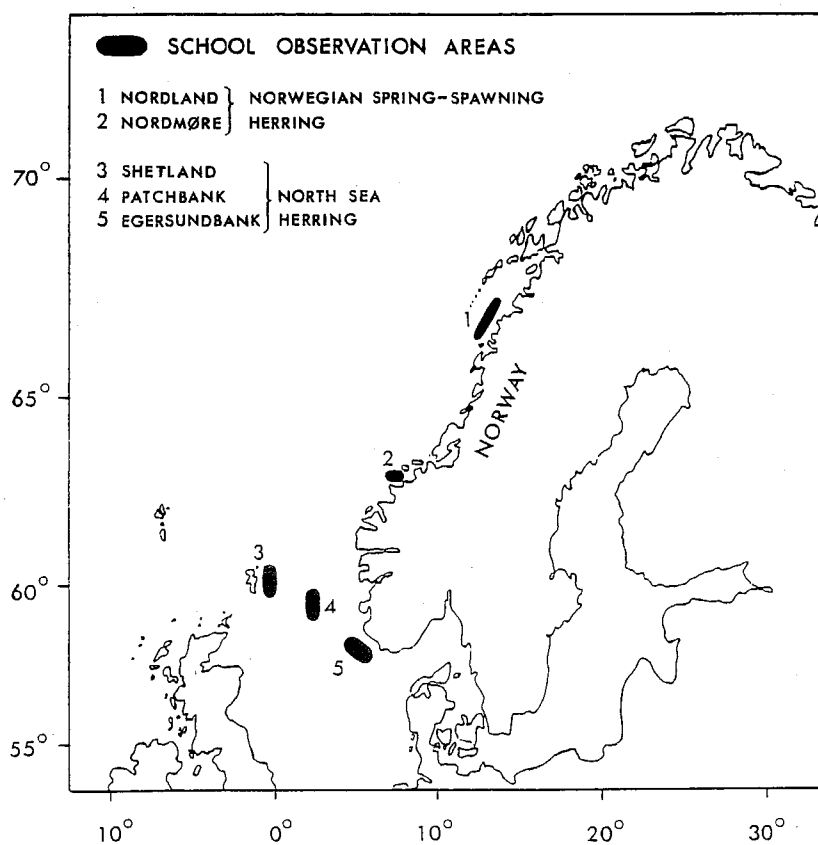 SCHOOL OBSERVATION AREAS
1 NORDLAND } NORWEGIAN SPRING-SPAWNING
2 NORDMØRE } HERRING
3 SHETLAND
4 PATCHBANK } NORTH SEA
5 EGERSUNDBANK } HERRING
70°
65°
60°
55°
1
NORWAY
2
3
4
5
10° 0° 10° 20° 30°